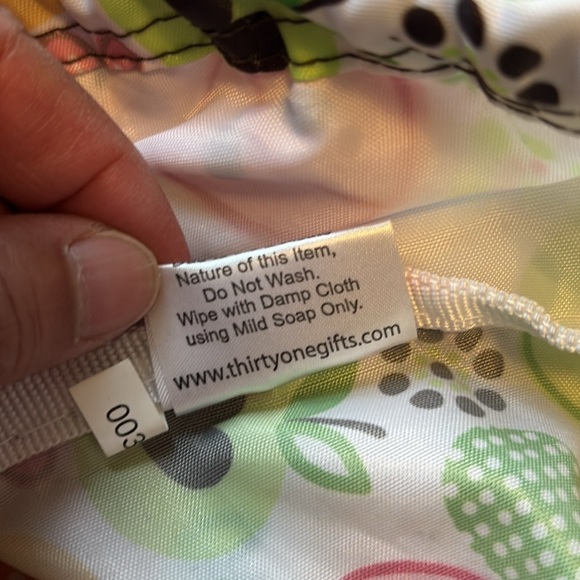 Nature of this Item,
Do Not Wash.
Wipe with Damp Cloth
using Mild Soap Only.
www.thirtyonegifts.com
003